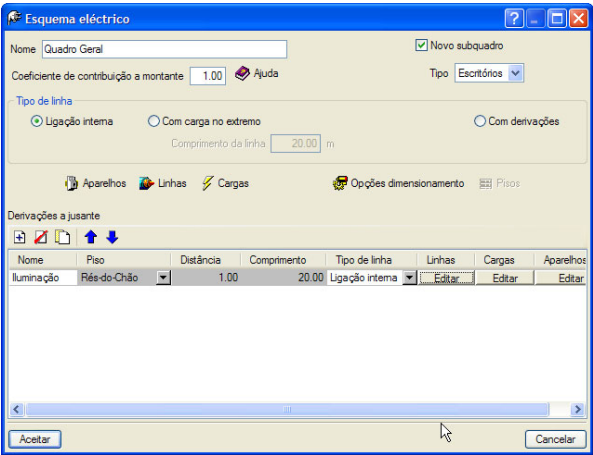 Esquema eléctrico
Nome Quadro Geral Novo subquadro
Coeficiente de contribuição a montante 1.00 Ajuda Tipo Escritórios
Tipo de linha
Ligação interna Com carga no extremo Com derivações
Comprimento da linha 20.00 m
Aparelhos Linhas Cargas Opções dimensionamento Pisos
Derivações a jusante
Nome Piso Distância Comprimento Tipo de linha Linhas Cargas Aparelhos
Iluminação Rés-do-Chão 1.00 20.00 Ligação interna Editar Editar Editar
Aceitar Cancelar